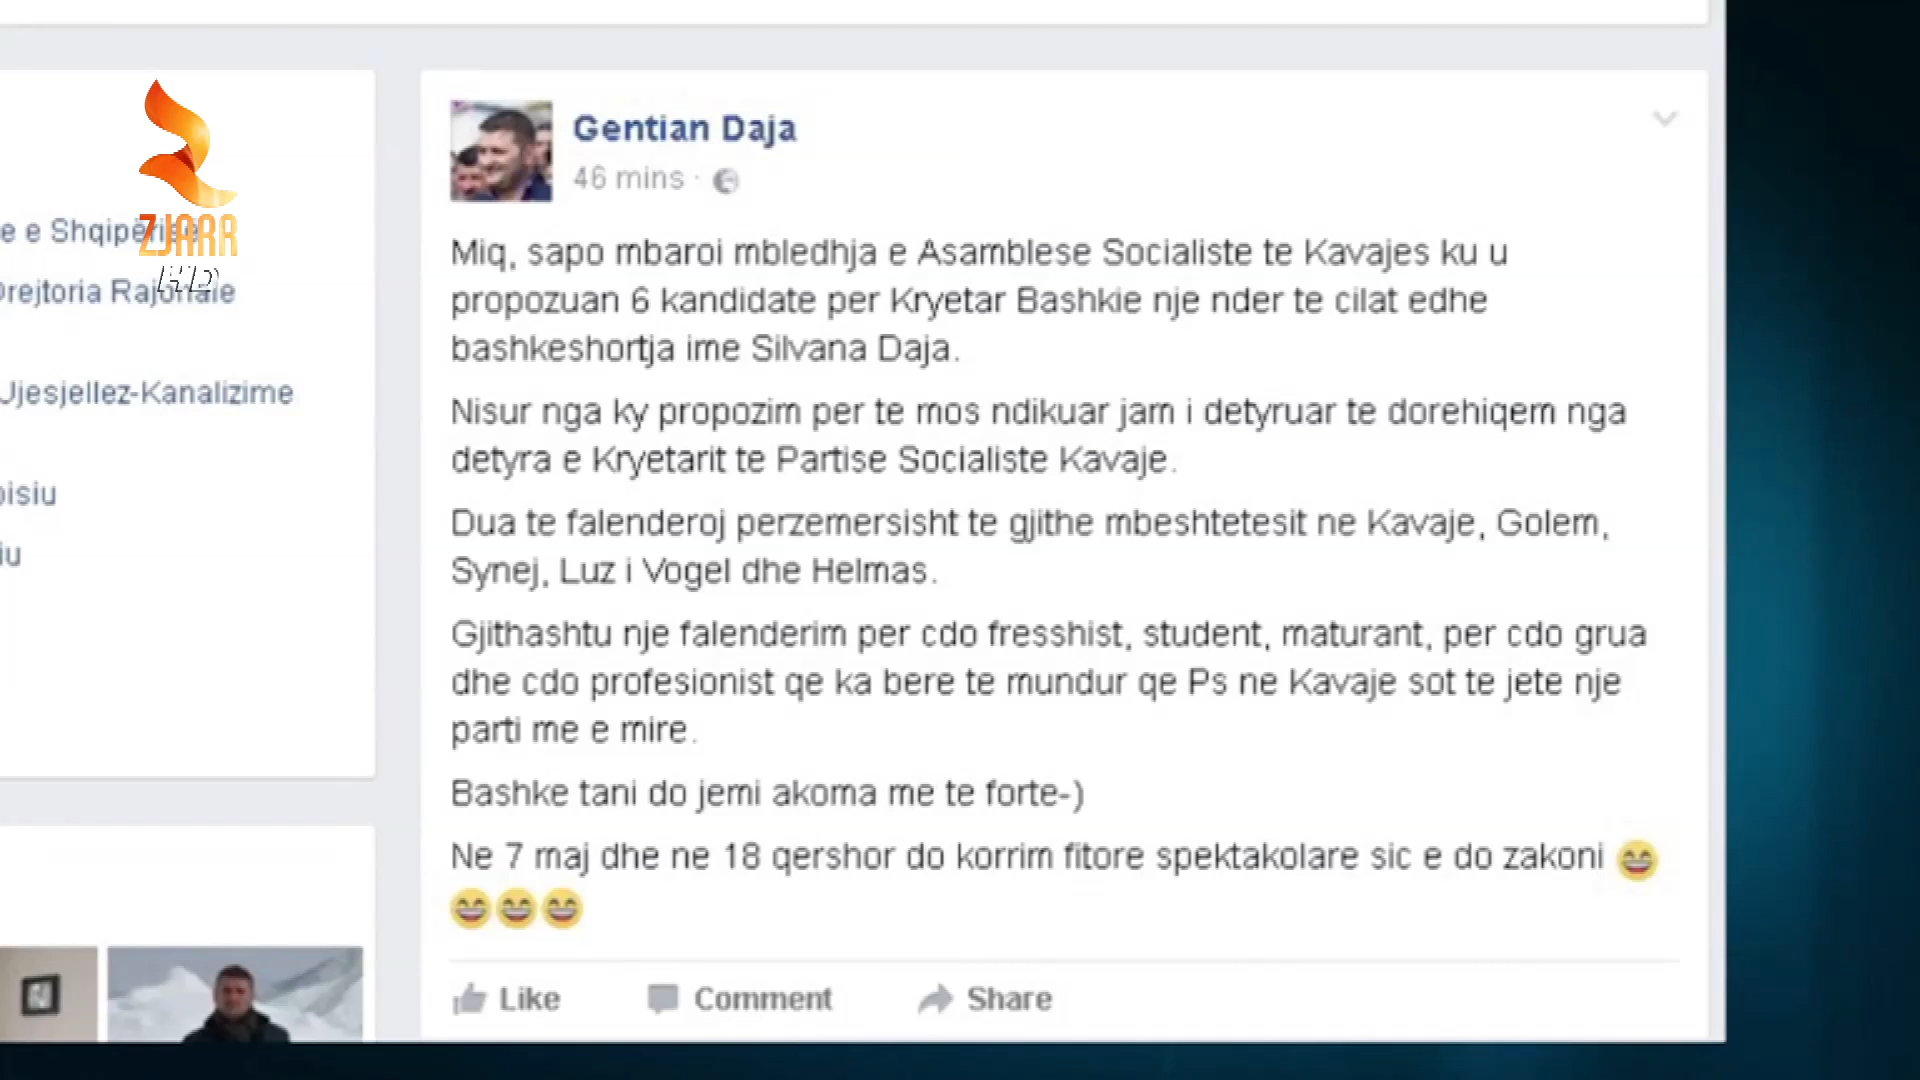 Gentian Daja
46 mins ·
Miq, sapo mbaroi mbledhja e Asamblese Socialiste te Kavajes ku u
propozuan 6 kandidate per Kryetar Bashkie nje nder te cilat edhe
bashkeshortja ime Silvana Daja.
Nisur nga ky propozim per te mos ndikuar jam i detyruar te dorehiqem nga
detyra e Kryetarit te Partise Socialiste Kavaje.
Dua te falenderoj perzemersisht te gjithe mbeshtetesit ne Kavaje, Golem,
Synej, Luz i Vogel dhe Helmas.
Gjithashtu nje falenderim per cdo fresshist, student, maturant, per cdo grua
dhe cdo profesionist qe ka bere te mundur qe Ps ne Kavaje sot te jete nje
parti me e mire.
Bashke tani do jemi akoma me te forte-)
Ne 7 maj dhe ne 18 qershor do korrim fitore spektakolare sic e do zakoni 😄
😄😄😄
Like Comment Share
ZJARR
HD
e e Shqipërisë
Drejtoria Rajonale
Ujesjellez-Kanalizime